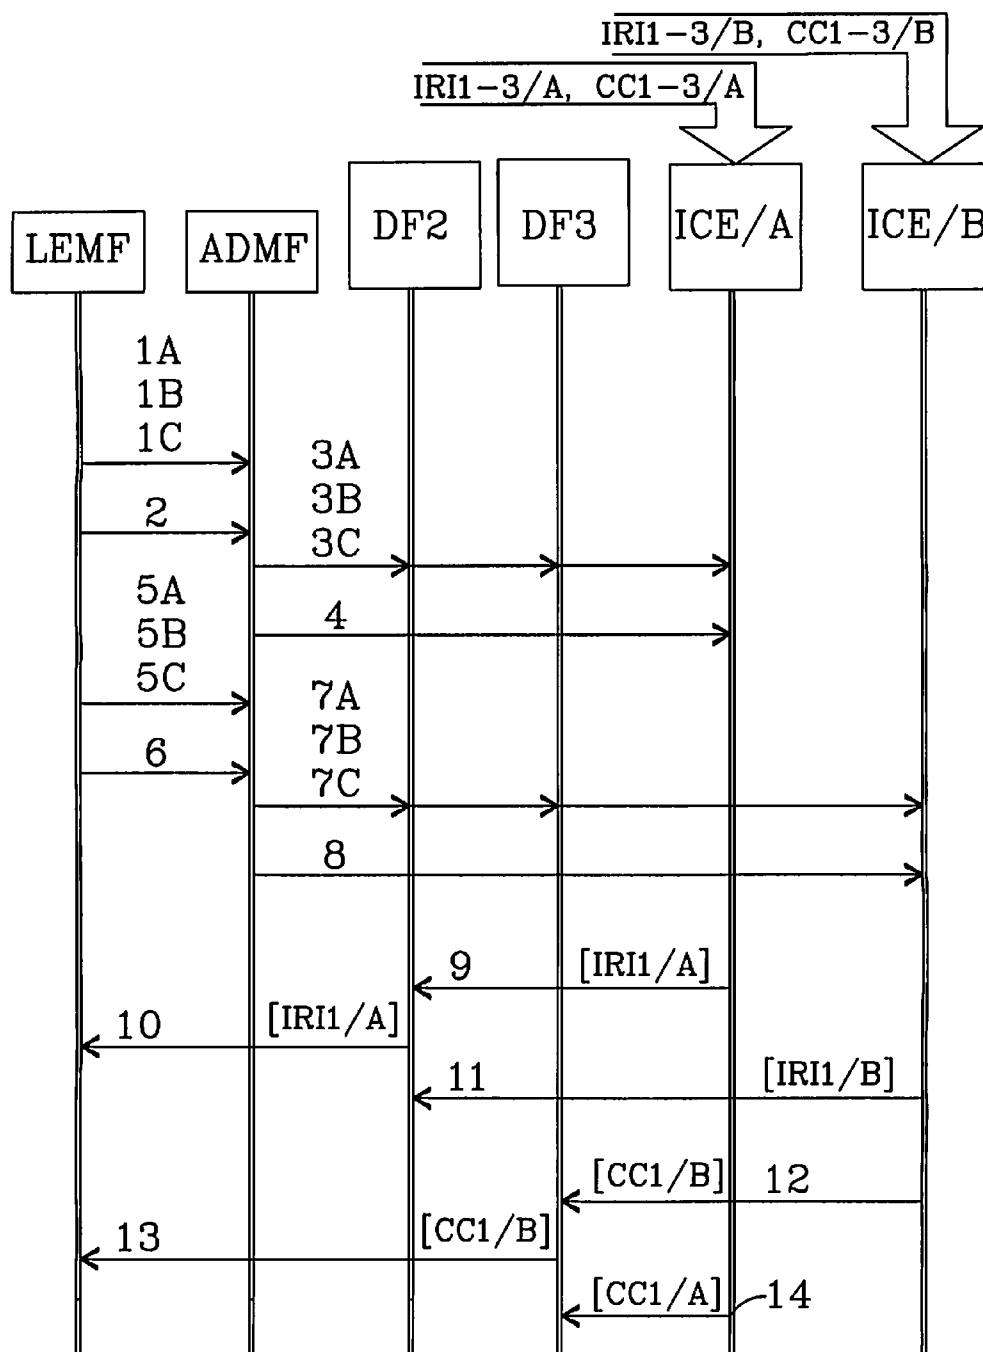 IRI1-3/B, CC1-3/B
IRI1-3/A, CC1-3/A
LEMF
ADMF
DF2
DF3
ICE/A
ICE/B
1A
1B
1C
2
3A
3B
3C
4
5A
5B
5C
6
7A
7B
7C
8
9 [IRI1/A]
10 [IRI1/A]
11 [IRI1/B]
[CC1/B] 12
13 [CC1/B]
[CC1/A] 14